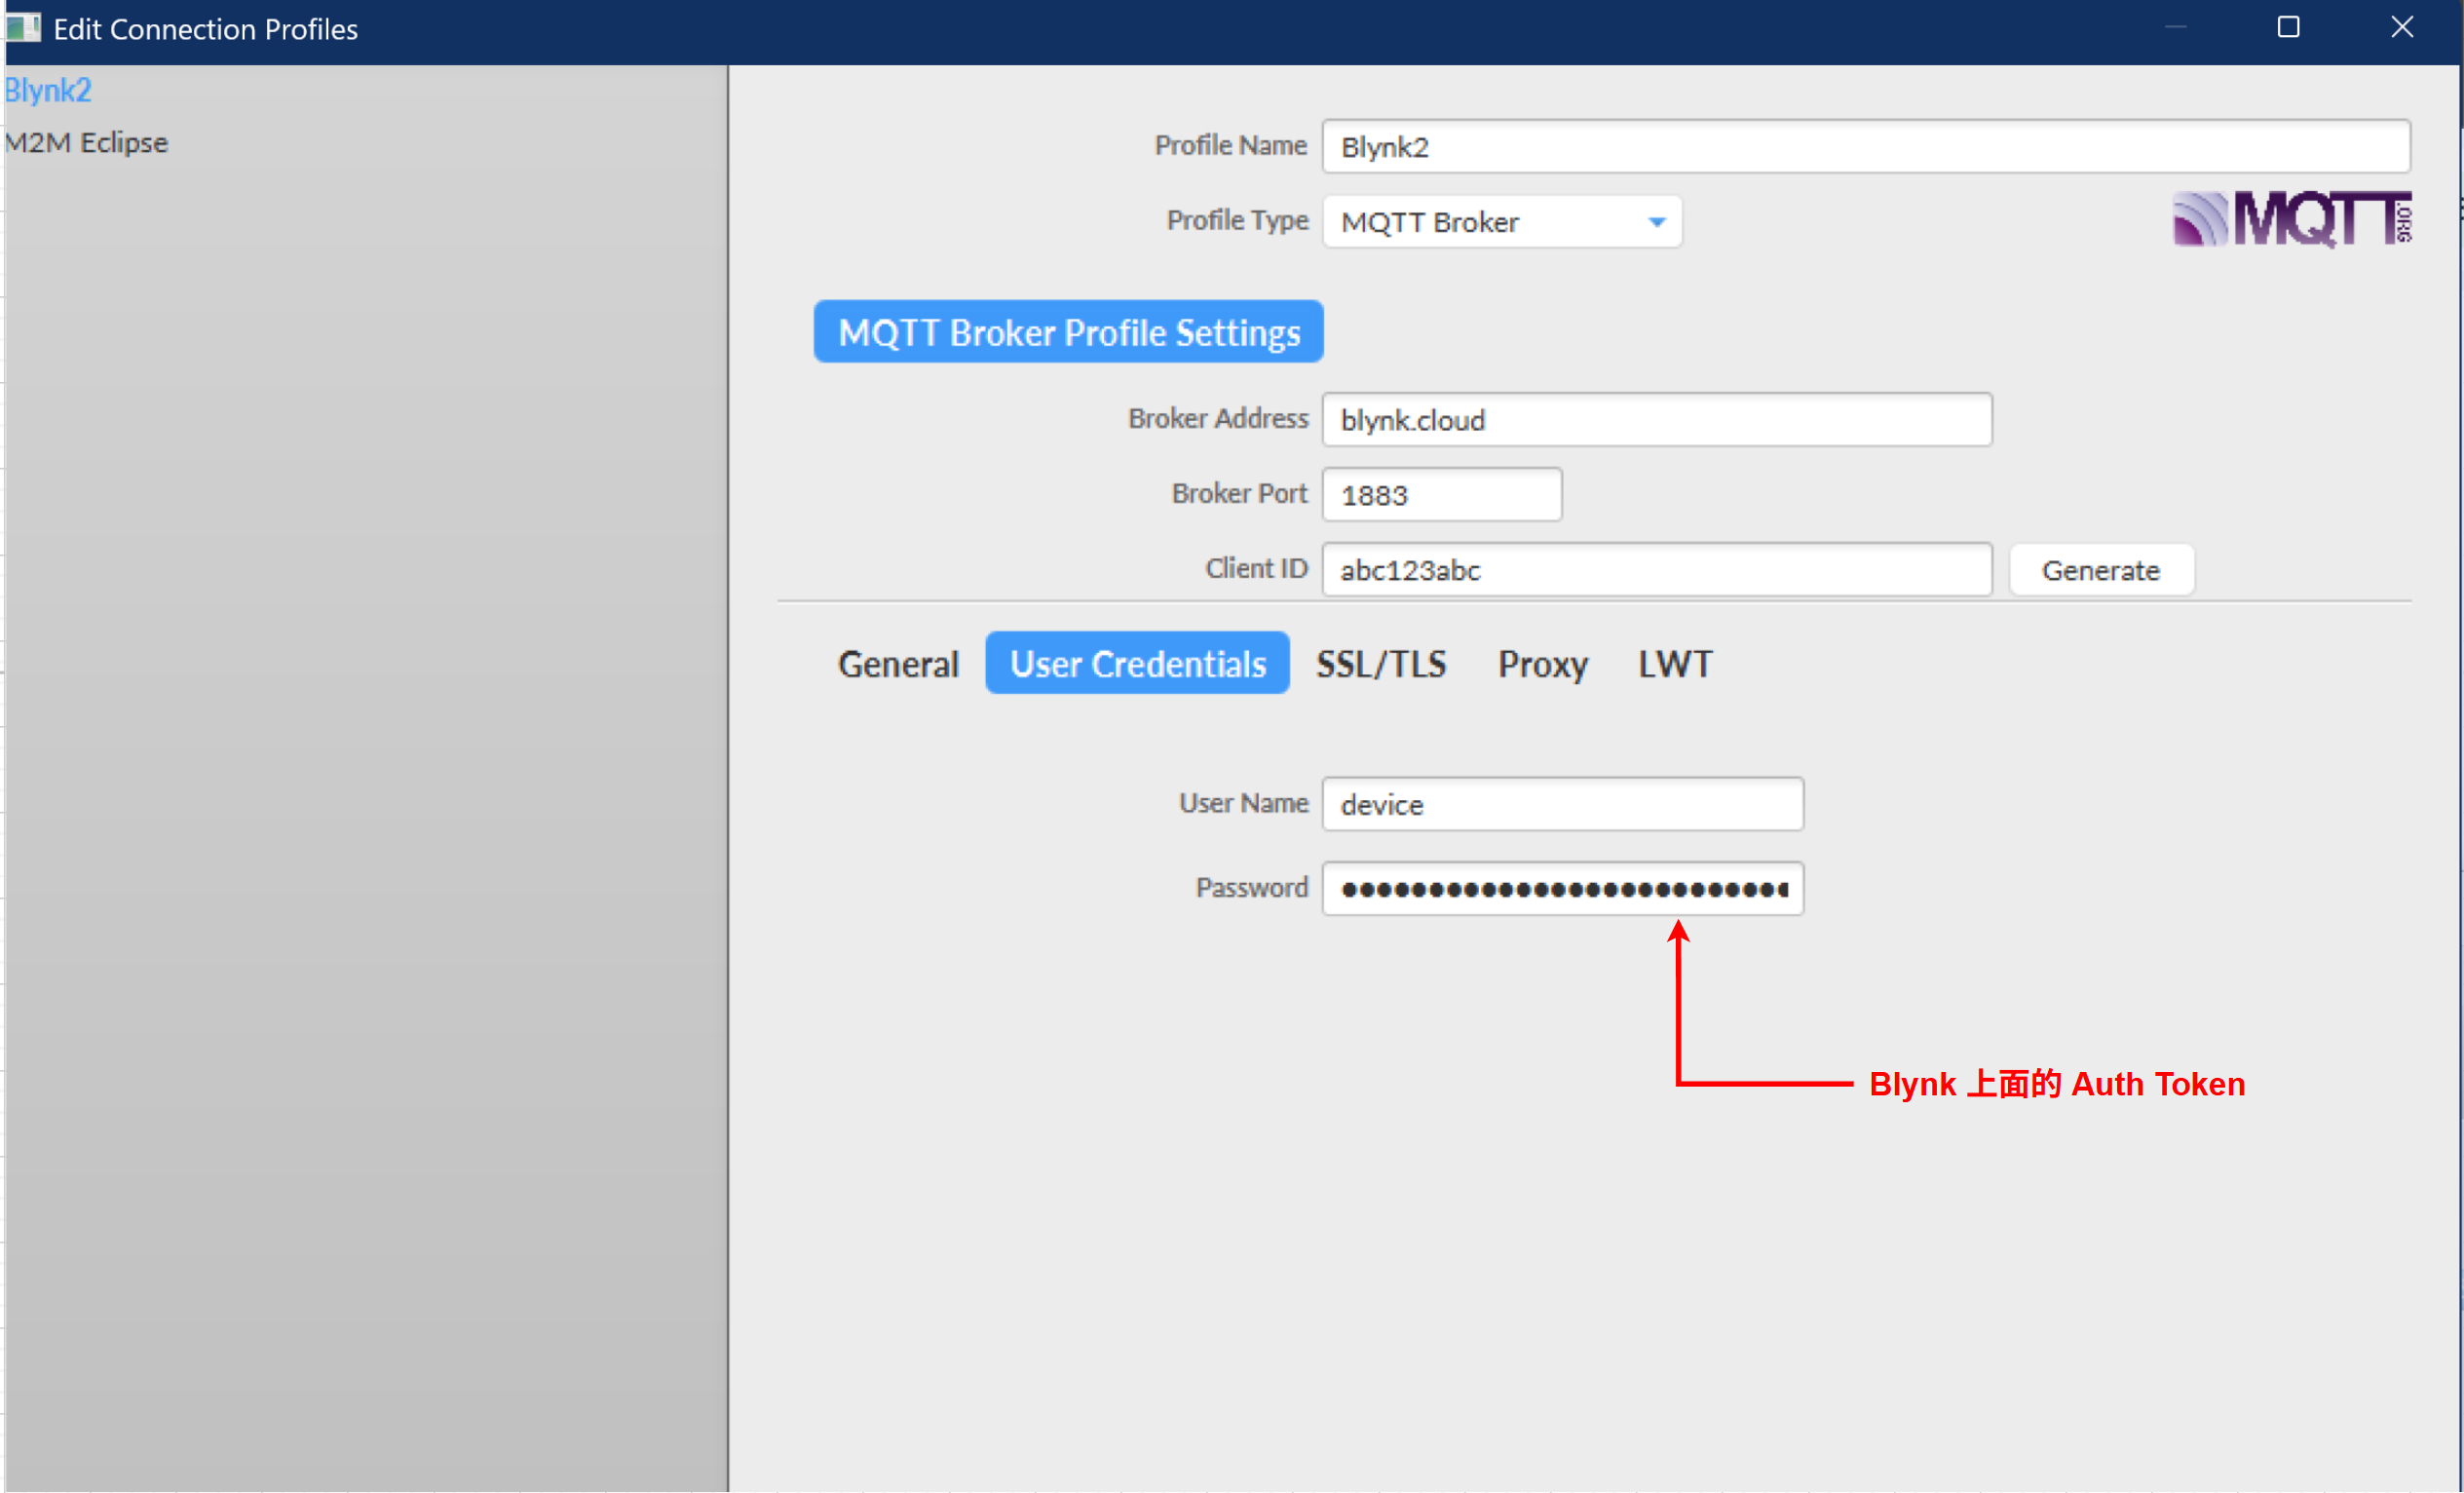 Edit Connection Profiles
Blynk2
M2M Eclipse
Profile Name Blynk2
Profile Type MQTT Broker
MQTT.ORG
MQTT Broker Profile Settings
Broker Address blynk.cloud
Broker Port 1883
Client ID abc123abc Generate
General User Credentials SSL/TLS Proxy LWT
User Name device
Password ●●●●●●●●●●●●●●●●●●●●●●●●●●
Blynk 上面的 Auth Token